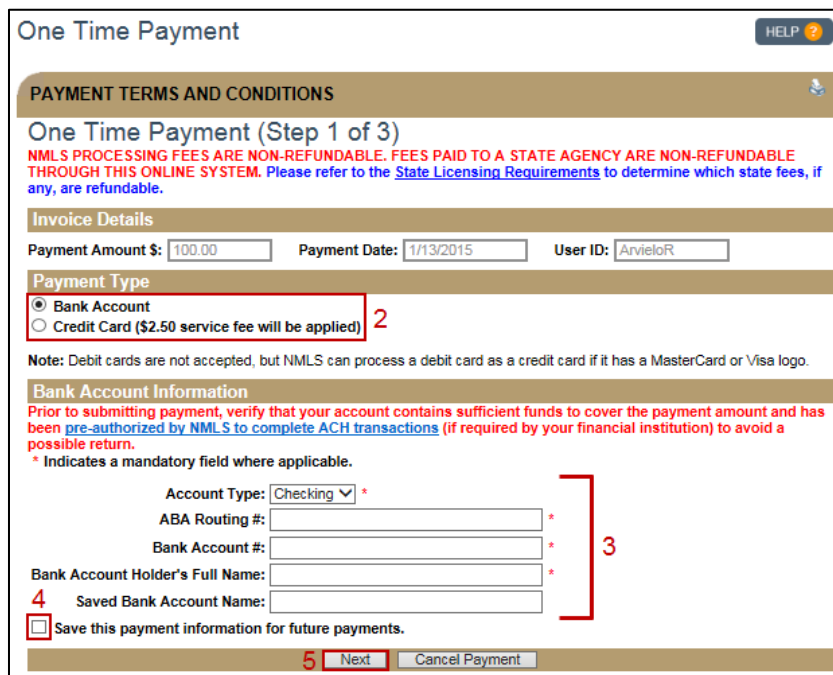 One Time Payment
HELP ?
PAYMENT TERMS AND CONDITIONS
One Time Payment (Step 1 of 3)
NMLS PROCESSING FEES ARE NON-REFUNDABLE. FEES PAID TO A STATE AGENCY ARE NON-REFUNDABLE
THROUGH THIS ONLINE SYSTEM. Please refer to the State Licensing Requirements to determine which state fees, if
any, are refundable.
Invoice Details
Payment Amount $: 100.00 Payment Date: 1/13/2015 User ID: ArvieloR
Payment Type
Bank Account
Credit Card ($2.50 service fee will be applied) 2
Note: Debit cards are not accepted, but NMLS can process a debit card as a credit card if it has a MasterCard or Visa logo.
Bank Account Information
Prior to submitting payment, verify that your account contains sufficient funds to cover the payment amount and has
been pre-authorized by NMLS to complete ACH transactions (if required by your financial institution) to avoid a
possible return.
* Indicates a mandatory field where applicable.
Account Type: Checking *
ABA Routing #: *
Bank Account #: * 3
Bank Account Holder's Full Name: *
4 Saved Bank Account Name:
Save this payment information for future payments.
5 Next Cancel Payment